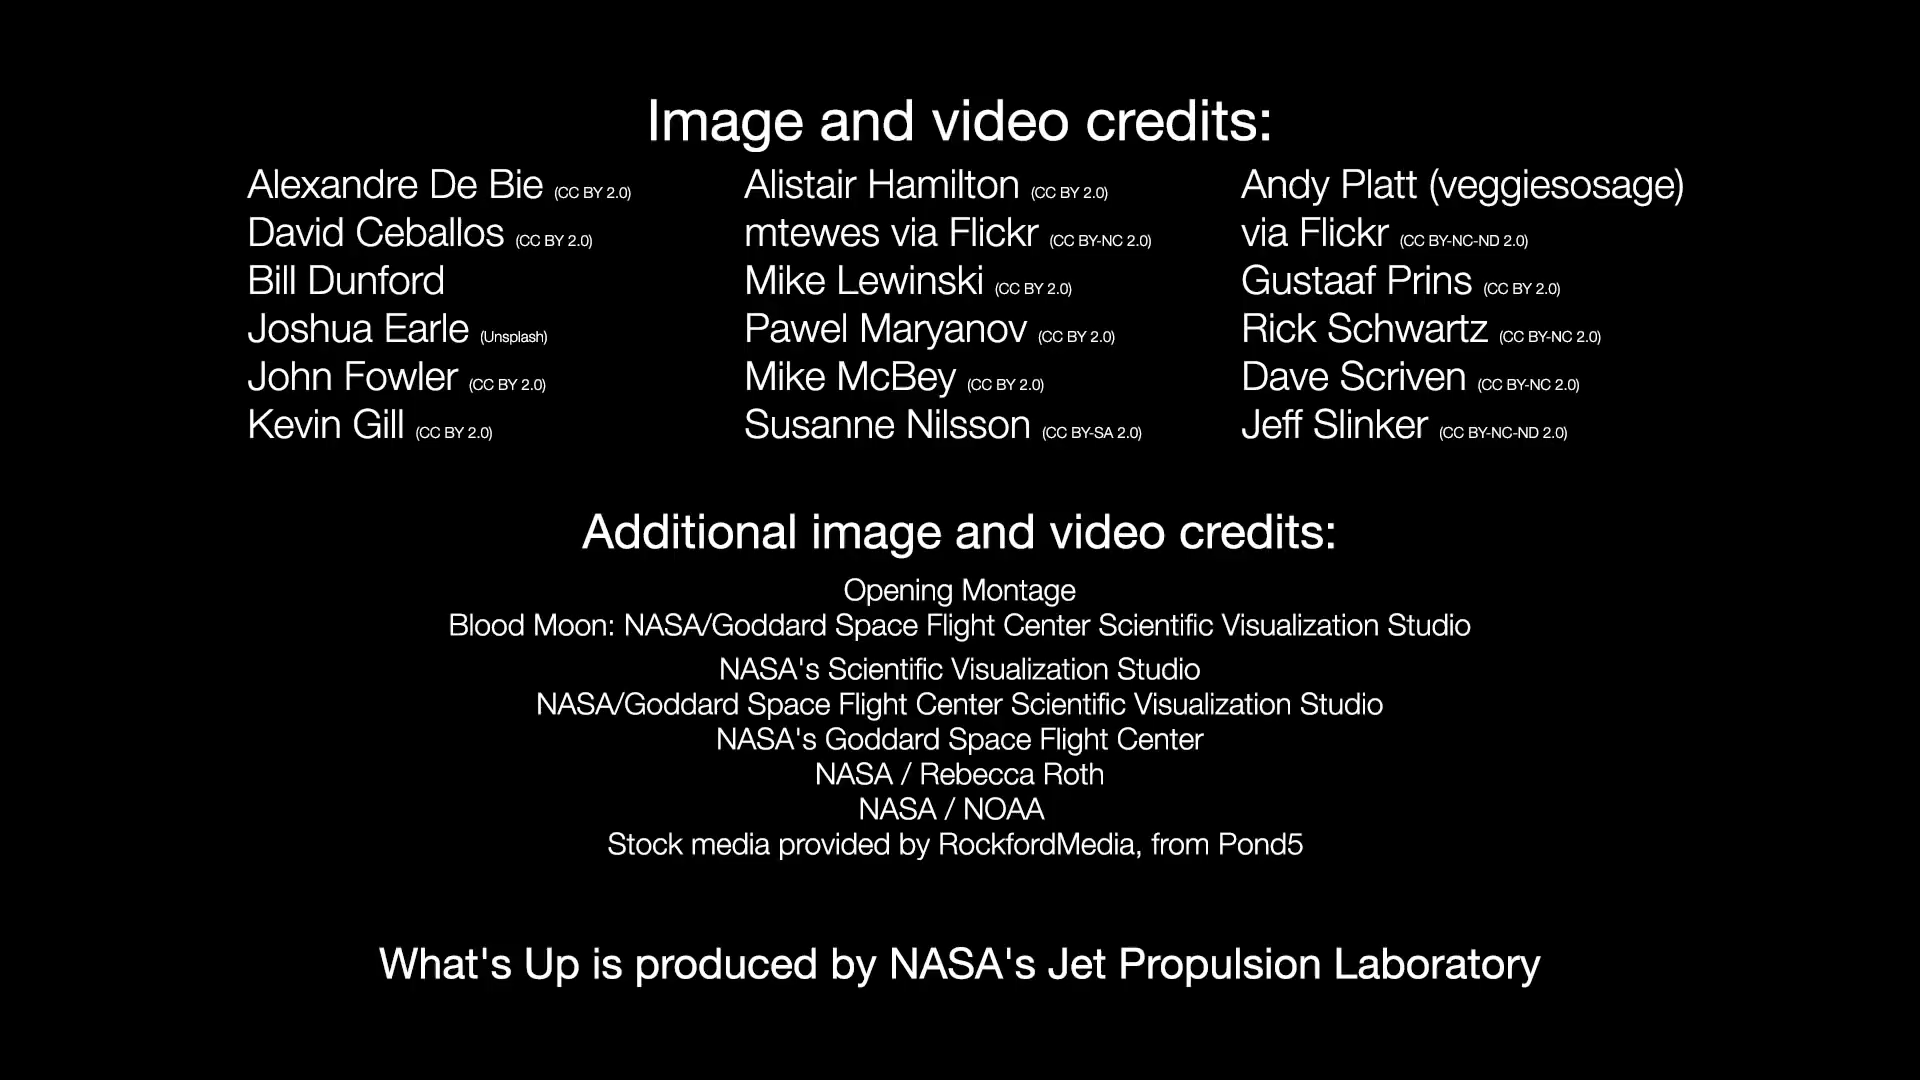 Image and video credits:
Alexandre De Bie (CC BY 2.0)
David Ceballos (CC BY 2.0)
Bill Dunford
Joshua Earle (Unsplash)
John Fowler (CC BY 2.0)
Kevin Gill (CC BY 2.0)
Alistair Hamilton (CC BY 2.0)
mtewes via Flickr (CC BY-NC 2.0)
Mike Lewinski (CC BY 2.0)
Pawel Maryanov (CC BY 2.0)
Mike McBey (CC BY 2.0)
Susanne Nilsson (CC BY-SA 2.0)
Andy Platt (veggiesosage)
via Flickr (CC BY-NC-ND 2.0)
Gustaaf Prins (CC BY 2.0)
Rick Schwartz (CC BY-NC 2.0)
Dave Scriven (CC BY-NC 2.0)
Jeff Slinker (CC BY-NC-ND 2.0)
Additional image and video credits:
Opening Montage
Blood Moon: NASA/Goddard Space Flight Center Scientific Visualization Studio
NASA's Scientific Visualization Studio
NASA/Goddard Space Flight Center Scientific Visualization Studio
NASA's Goddard Space Flight Center
NASA / Rebecca Roth
NASA / NOAA
Stock media provided by RockfordMedia, from Pond5
What's Up is produced by NASA's Jet Propulsion Laboratory